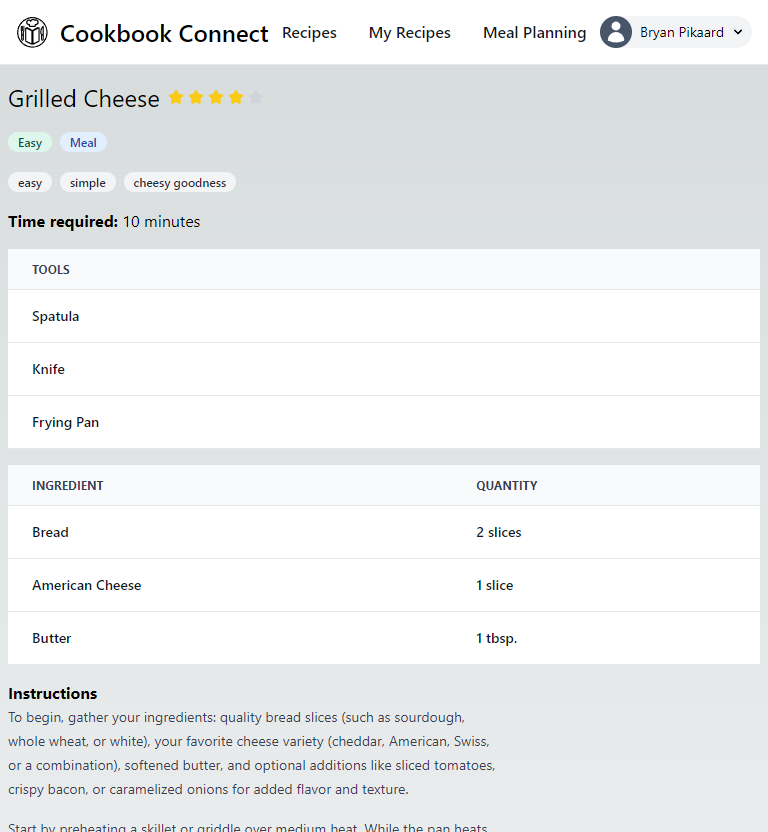 Cookbook Connect Recipes My Recipes Meal Planning Bryan Pikaard
Grilled Cheese
Easy Meal
easy simple cheesy goodness
Time required: 10 minutes
TOOLS
Spatula
Knife
Frying Pan
INGREDIENT QUANTITY
Bread 2 slices
American Cheese 1 slice
Butter 1 tbsp.
Instructions
To begin, gather your ingredients: quality bread slices (such as sourdough,
whole wheat, or white), your favorite cheese variety (cheddar, American, Swiss,
or a combination), softened butter, and optional additions like sliced tomatoes,
crispy bacon, or caramelized onions for added flavor and texture.
Start by preheating a skillet or griddle over medium heat. While the pan heats,